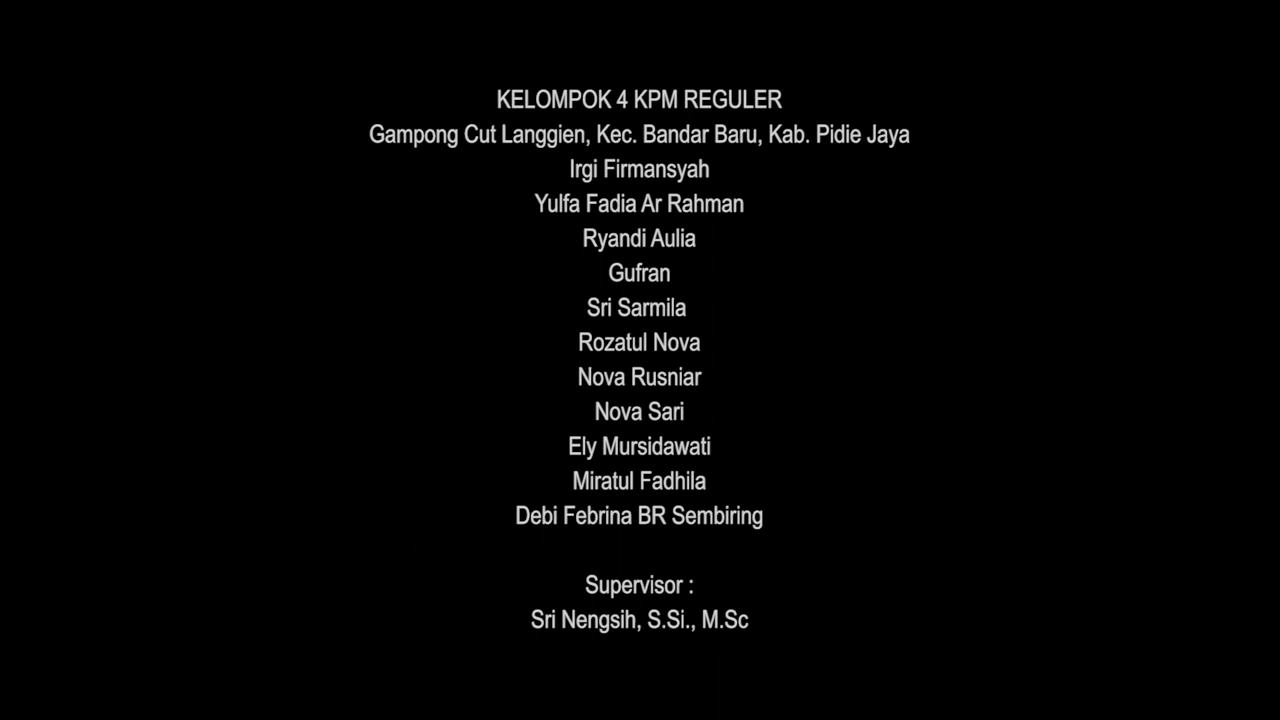 KELOMPOK 4 KPM REGULER
Gampong Cut Langgien, Kec. Bandar Baru, Kab. Pidie Jaya
Irgi Firmansyah
Yulfa Fadia Ar Rahman
Ryandi Aulia
Gufran
Sri Sarmila
Rozatul Nova
Nova Rusniar
Nova Sari
Ely Mursidawati
Miratul Fadhila
Debi Febrina BR Sembiring
Supervisor :
Sri Nengsih, S.Si., M.Sc